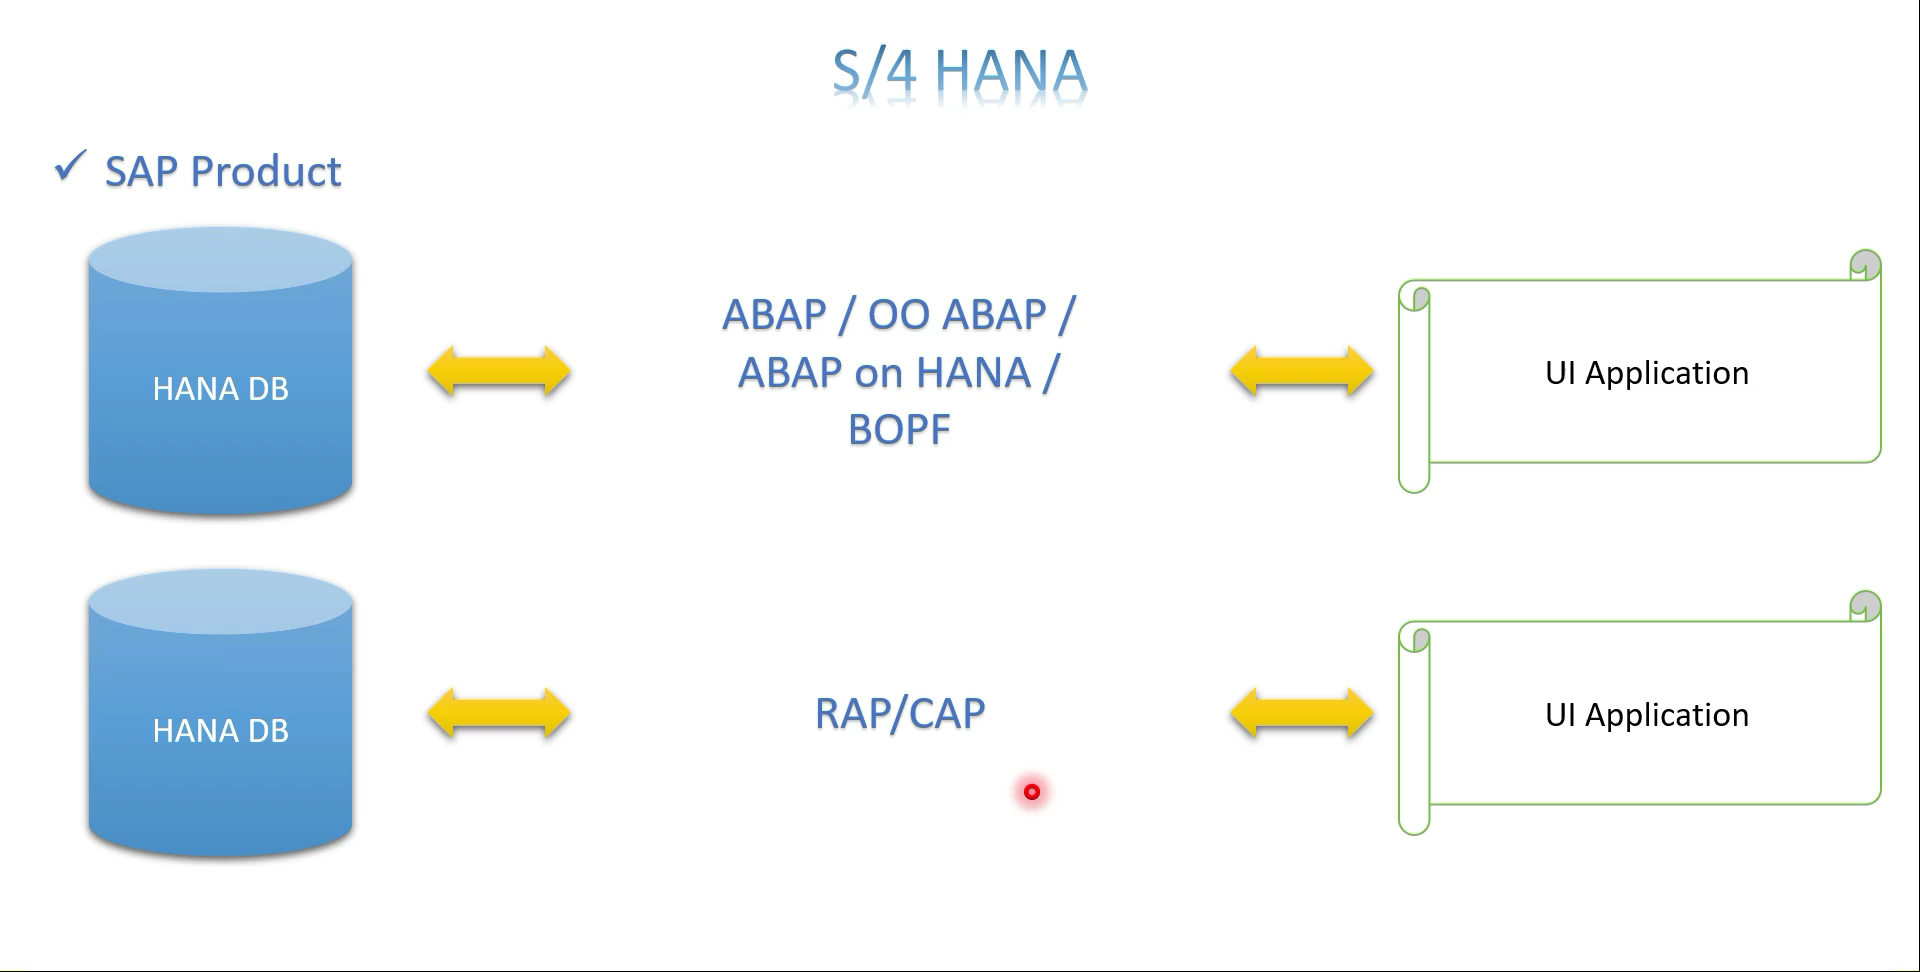 S/4 HANA
✓ SAP Product
HANA DB
ABAP / OO ABAP /
ABAP on HANA /
BOPF
UI Application
HANA DB
RAP/CAP
UI Application